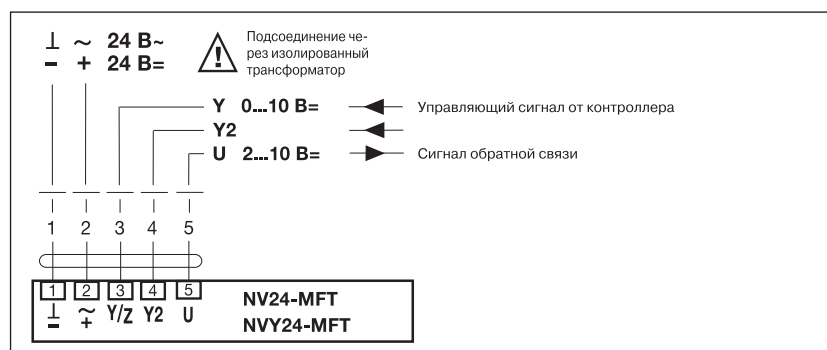 ⊥ ~ 24 В~
– + 24 В=
Подсоединение че-
рез изолированный
трансформатор
Y 0...10 В= Управляющий сигнал от контроллера
Y2
U 2...10 В= Сигнал обратной связи
1 2 3 4 5
1 2 3 4 5
⊥ ~ Y/Z Y2 U
– +
NV24-MFT
NVY24-MFT